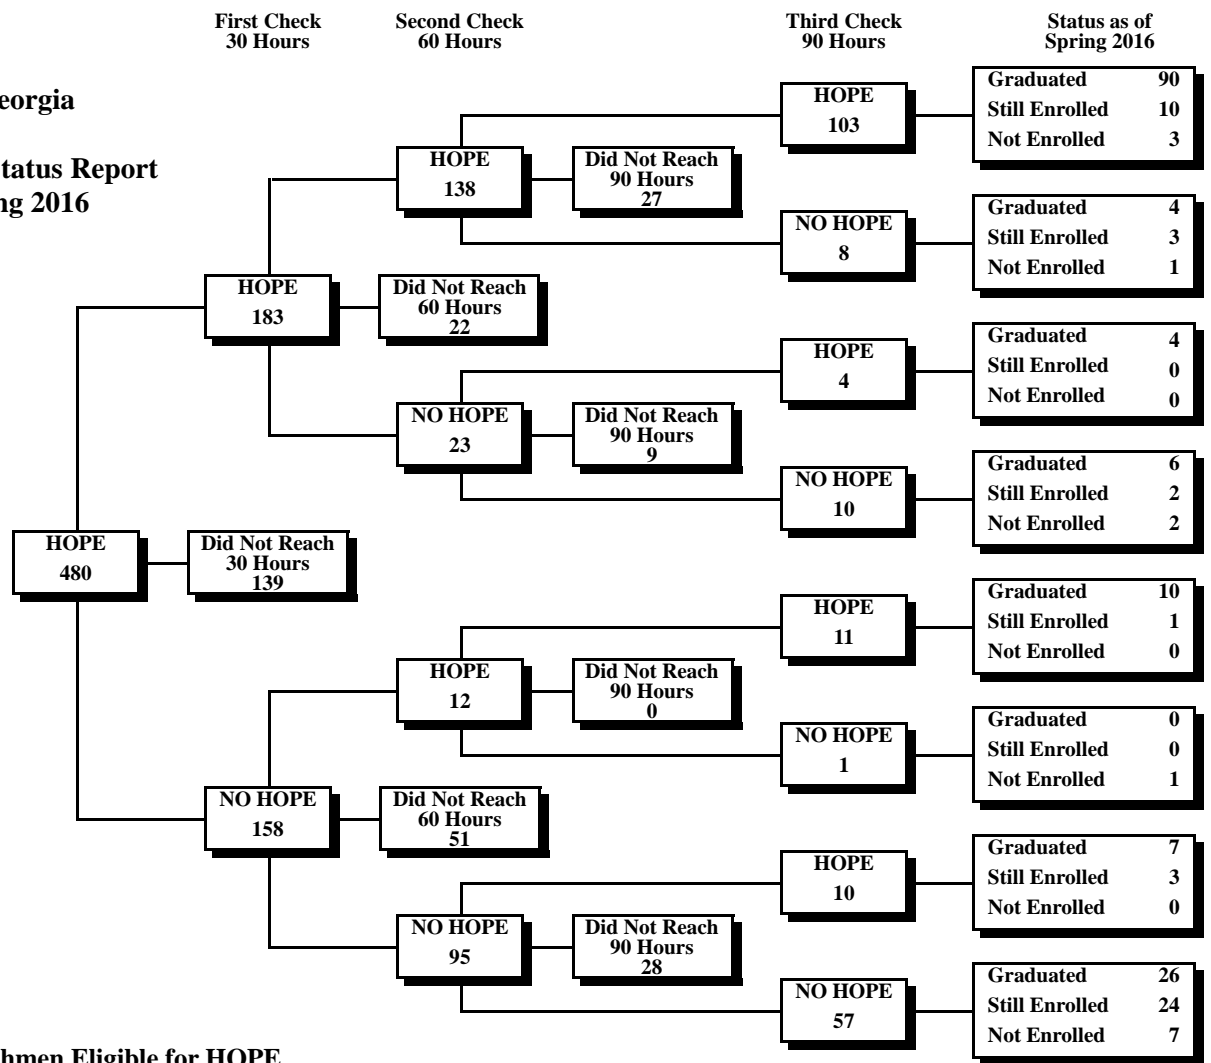 First Check
30 Hours
Second Check
60 Hours
Third Check
90 Hours
Status as of
Spring 2016
eorgia
tatus Report
ng 2016
HOPE
103
Graduated 90
Still Enrolled 10
Not Enrolled 3
HOPE
138
Did Not Reach
90 Hours
27
NO HOPE
8
Graduated 4
Still Enrolled 3
Not Enrolled 1
HOPE
183
Did Not Reach
60 Hours
22
HOPE
4
Graduated 4
Still Enrolled 0
Not Enrolled 0
NO HOPE
23
Did Not Reach
90 Hours
9
NO HOPE
10
Graduated 6
Still Enrolled 2
Not Enrolled 2
HOPE
480
Did Not Reach
30 Hours
139
HOPE
11
Graduated 10
Still Enrolled 1
Not Enrolled 0
HOPE
12
Did Not Reach
90 Hours
0
NO HOPE
1
Graduated 0
Still Enrolled 0
Not Enrolled 1
NO HOPE
158
Did Not Reach
60 Hours
51
HOPE
10
Graduated 7
Still Enrolled 3
Not Enrolled 0
NO HOPE
95
Did Not Reach
90 Hours
28
NO HOPE
57
Graduated 26
Still Enrolled 24
Not Enrolled 7
hmen Eligible for HOPE